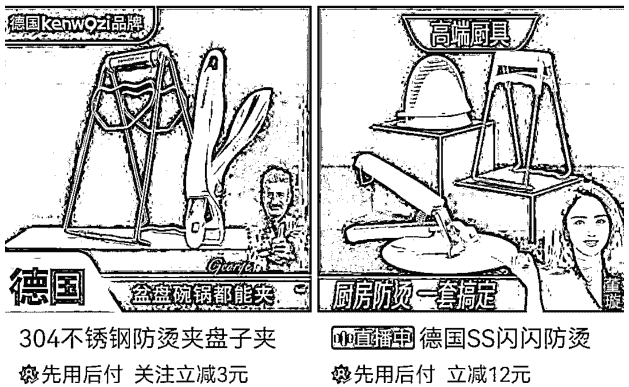 德国kenwOzi品牌
George
德国
盆盘碗锅都能夹
304不锈钢防烫夹盘子夹
先用后付 关注立减3元
高端厨具
董璇
厨房防烫一套搞定
直播中 德国SS闪闪防烫
先用后付 立减12元